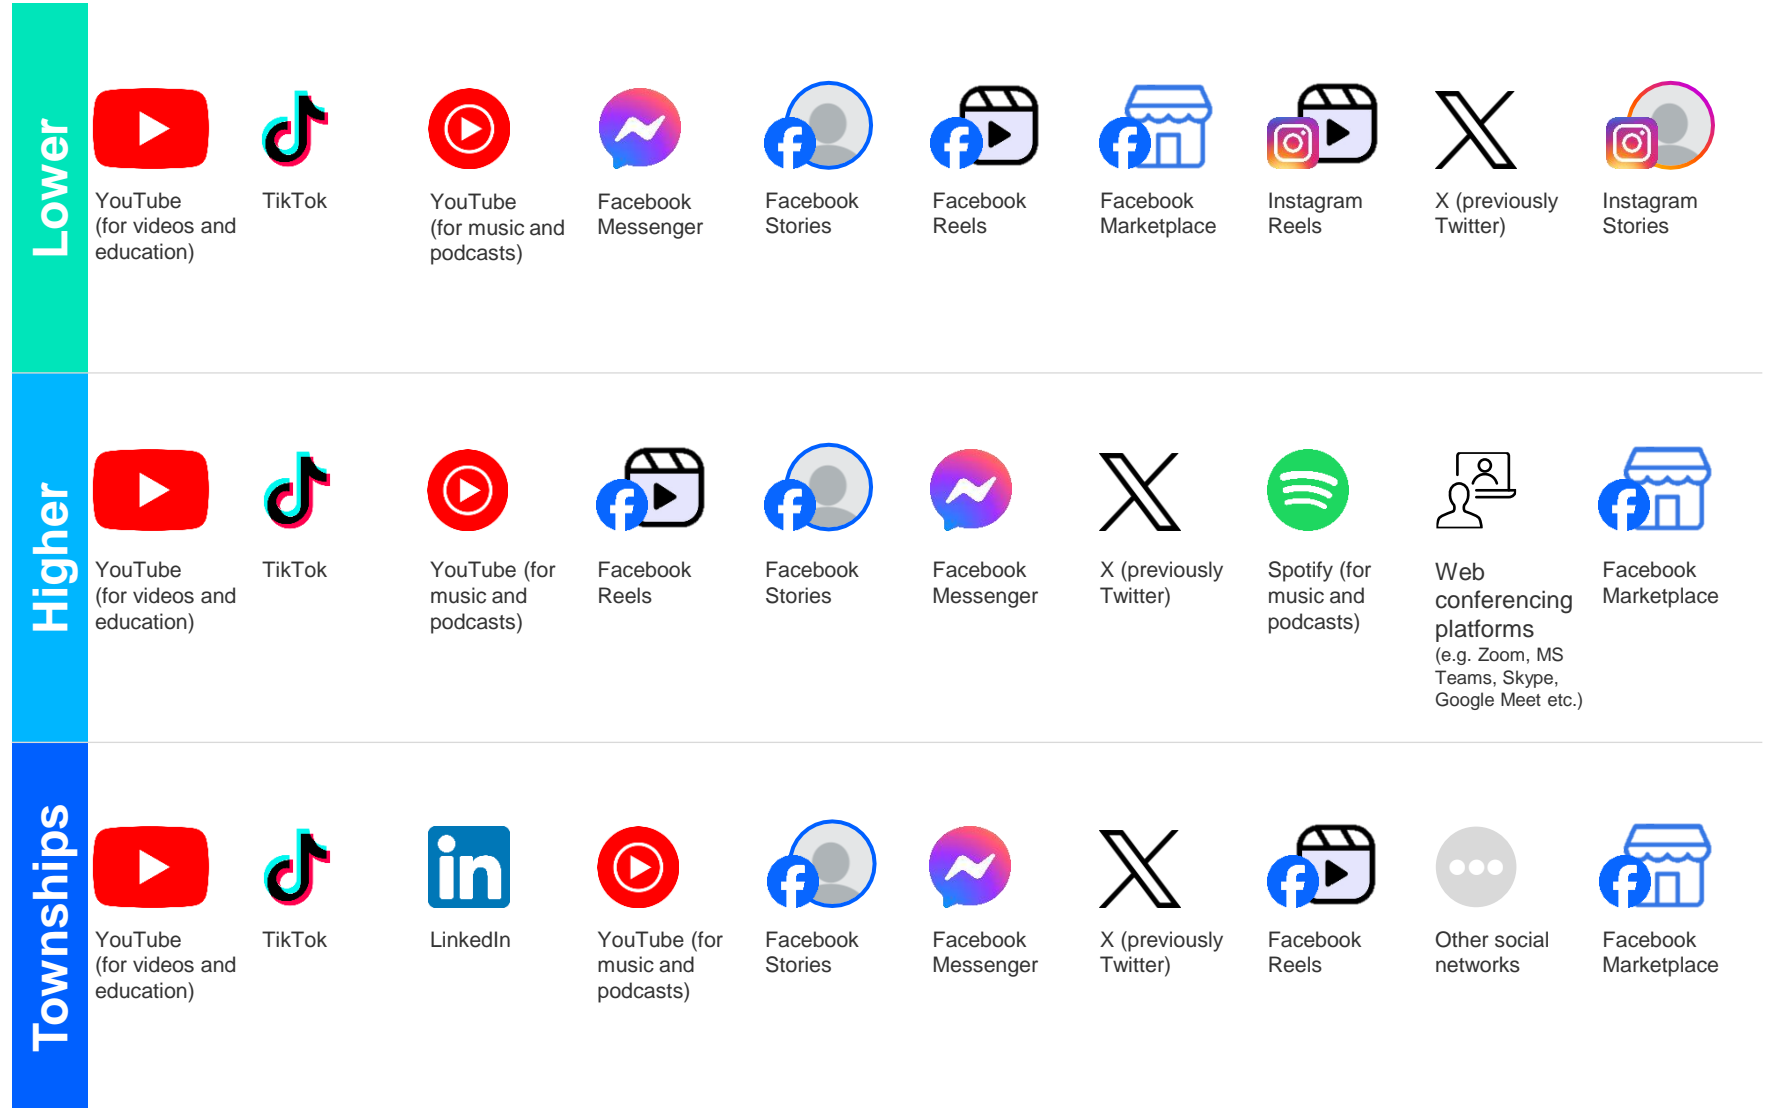 Lower
YouTube
(for videos and
education)
TikTok
YouTube
(for music and
podcasts)
Facebook
Messenger
Facebook
Stories
Facebook
Reels
Facebook
Marketplace
Instagram
Reels
X (previously
Twitter)
Instagram
Stories
Higher
YouTube
(for videos and
education)
TikTok
YouTube (for
music and
podcasts)
Facebook
Reels
Facebook
Stories
Facebook
Messenger
X (previously
Twitter)
Spotify (for
music and
podcasts)
Web
conferencing
platforms
(e.g. Zoom, MS
Teams, Skype,
Google Meet etc.)
Facebook
Marketplace
Townships
YouTube
(for videos and
education)
TikTok
in
LinkedIn
YouTube (for
music and
podcasts)
Facebook
Stories
Facebook
Messenger
X (previously
Twitter)
Facebook
Reels
Other social
networks
Facebook
Marketplace